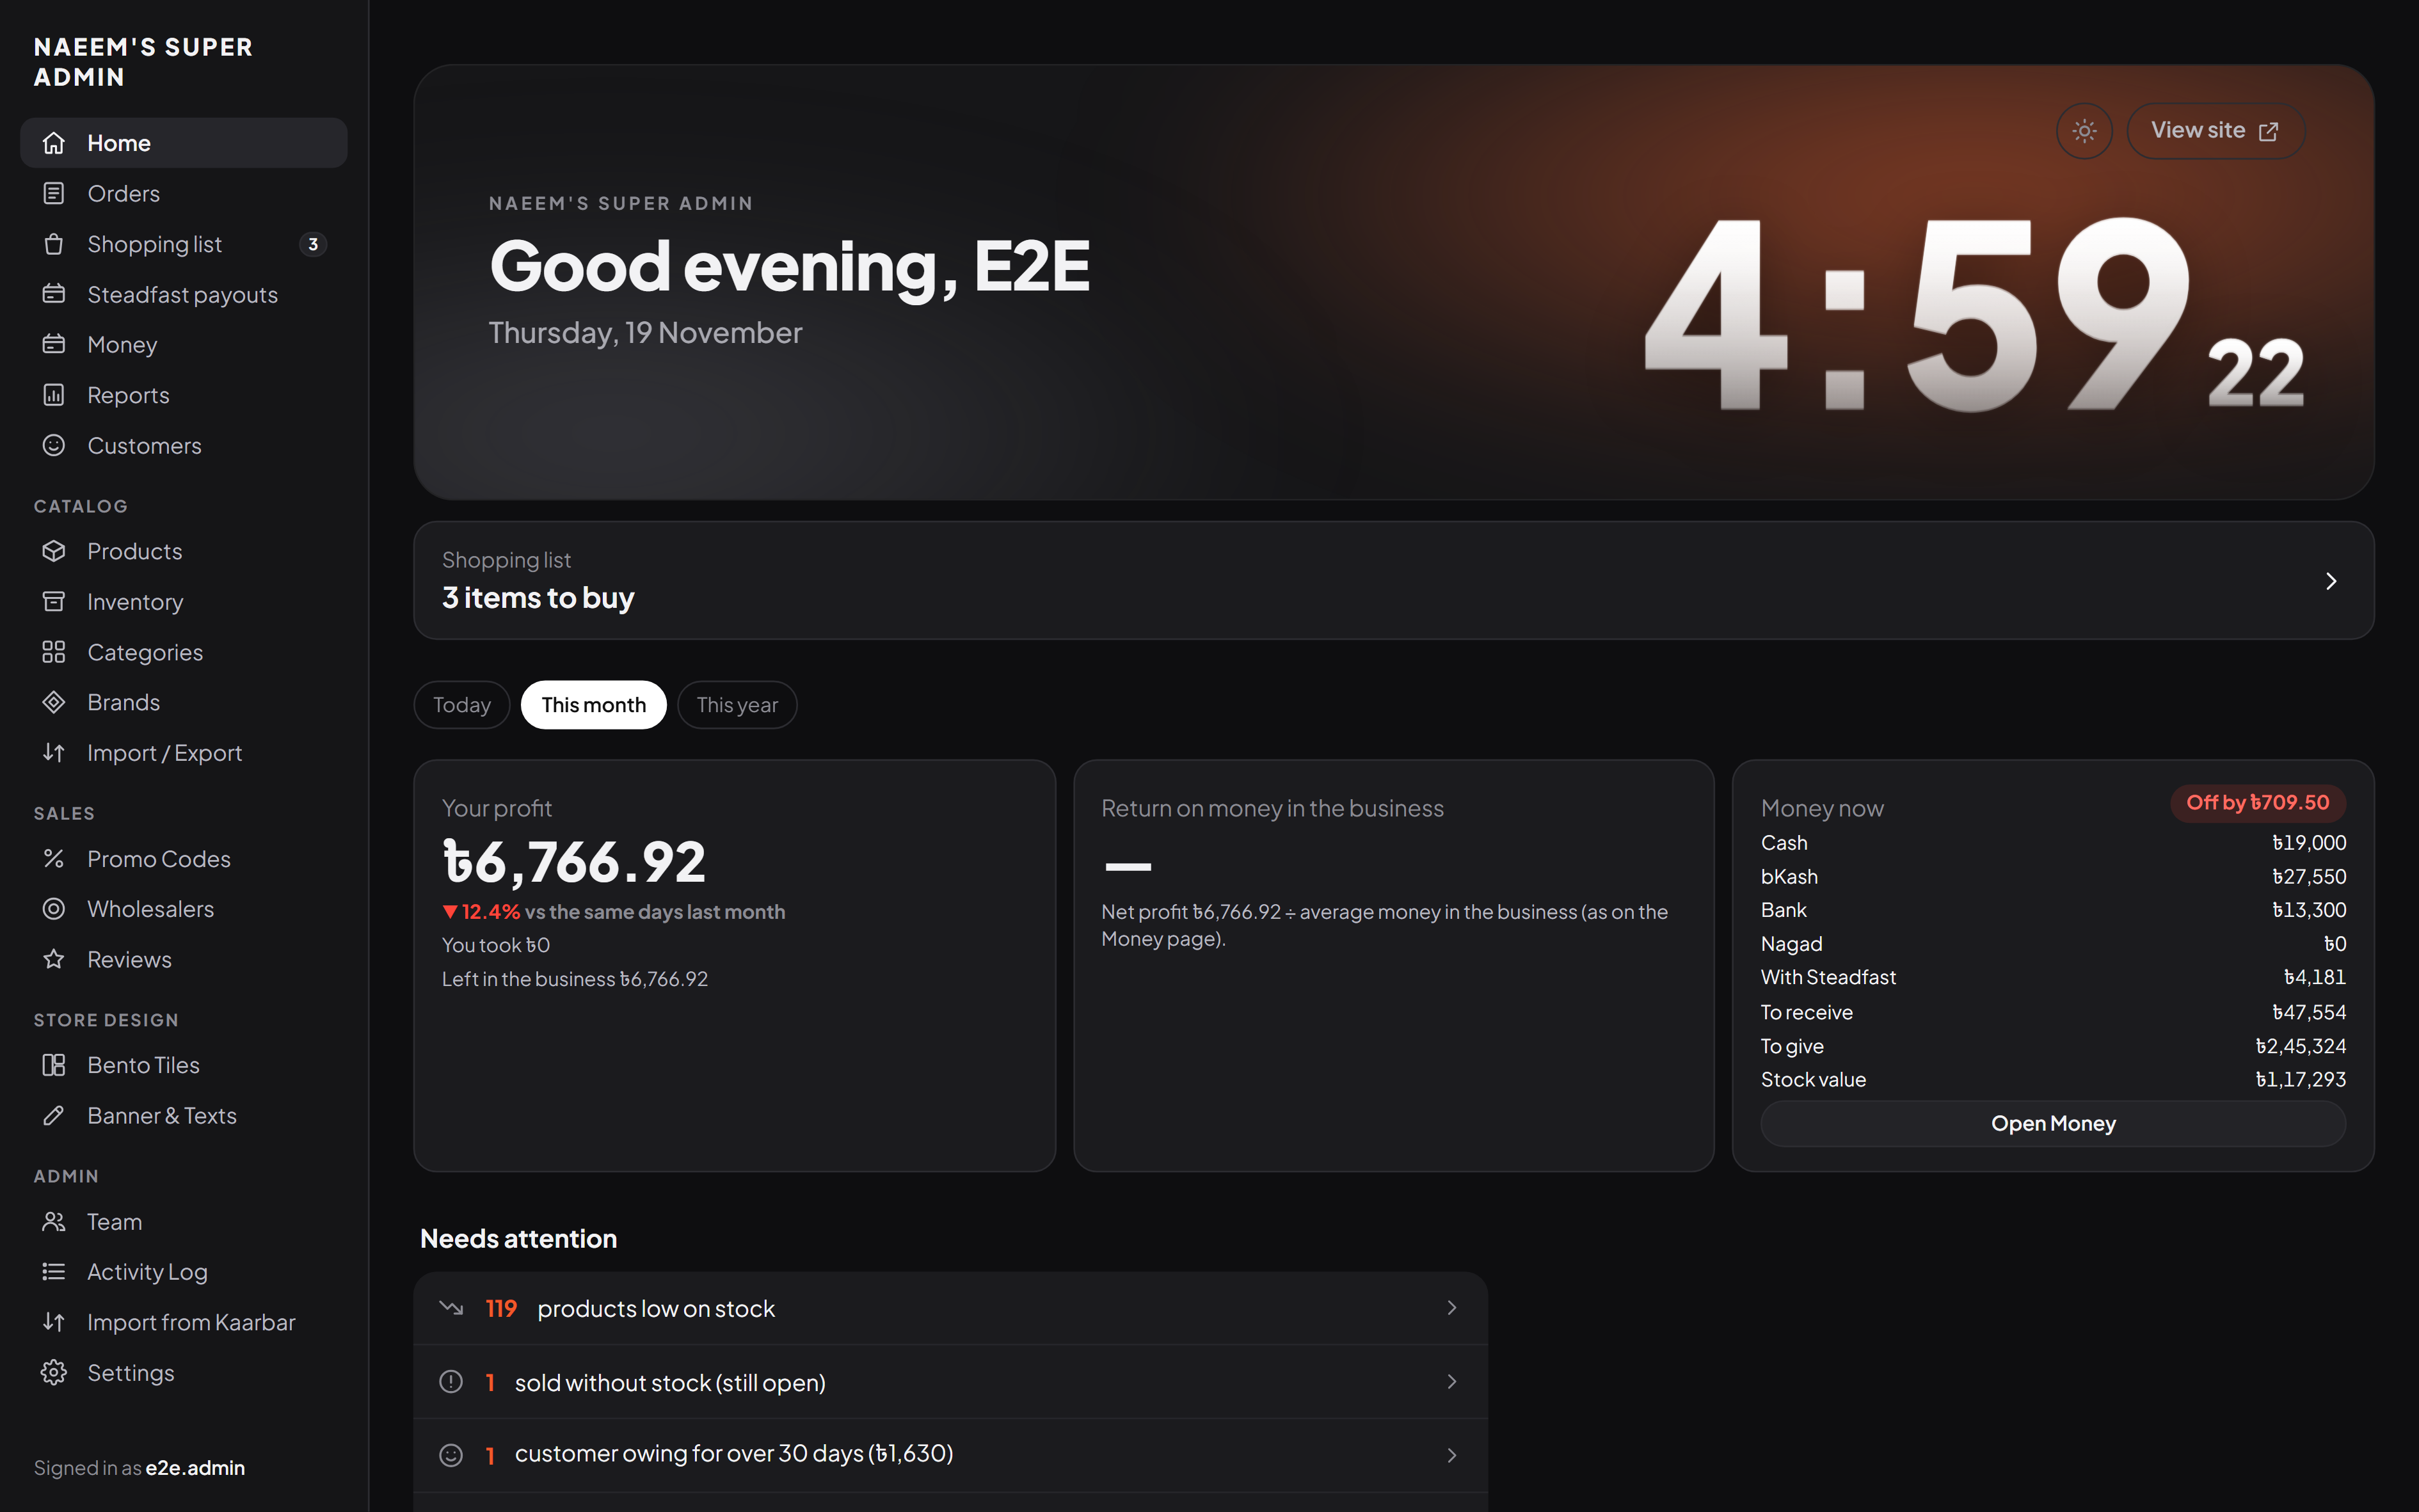 NAEEM'S SUPER
ADMIN
Home
Orders
Shopping list 3
Steadfast payouts
Money
Reports
Customers
CATALOG
Products
Inventory
Categories
Brands
Import / Export
SALES
Promo Codes
Wholesalers
Reviews
STORE DESIGN
Bento Tiles
Banner & Texts
ADMIN
Team
Activity Log
Import from Kaarbar
Settings
Signed in as e2e.admin
View site
NAEEM'S SUPER ADMIN
Good evening, E2E
Thursday, 19 November
4:59 22
Shopping list
3 items to buy
Today This month This year
Your profit
৳6,766.92
▼ 12.4% vs the same days last month
You took ৳0
Left in the business ৳6,766.92
Return on money in the business
—
Net profit ৳6,766.92 ÷ average money in the business (as on the
Money page).
Money now Off by ৳709.50
Cash ৳19,000
bKash ৳27,550
Bank ৳13,300
Nagad ৳0
With Steadfast ৳4,181
To receive ৳47,554
To give ৳2,45,324
Stock value ৳1,17,293
Open Money
Needs attention
119 products low on stock
1 sold without stock (still open)
1 customer owing for over 30 days (৳1,630)